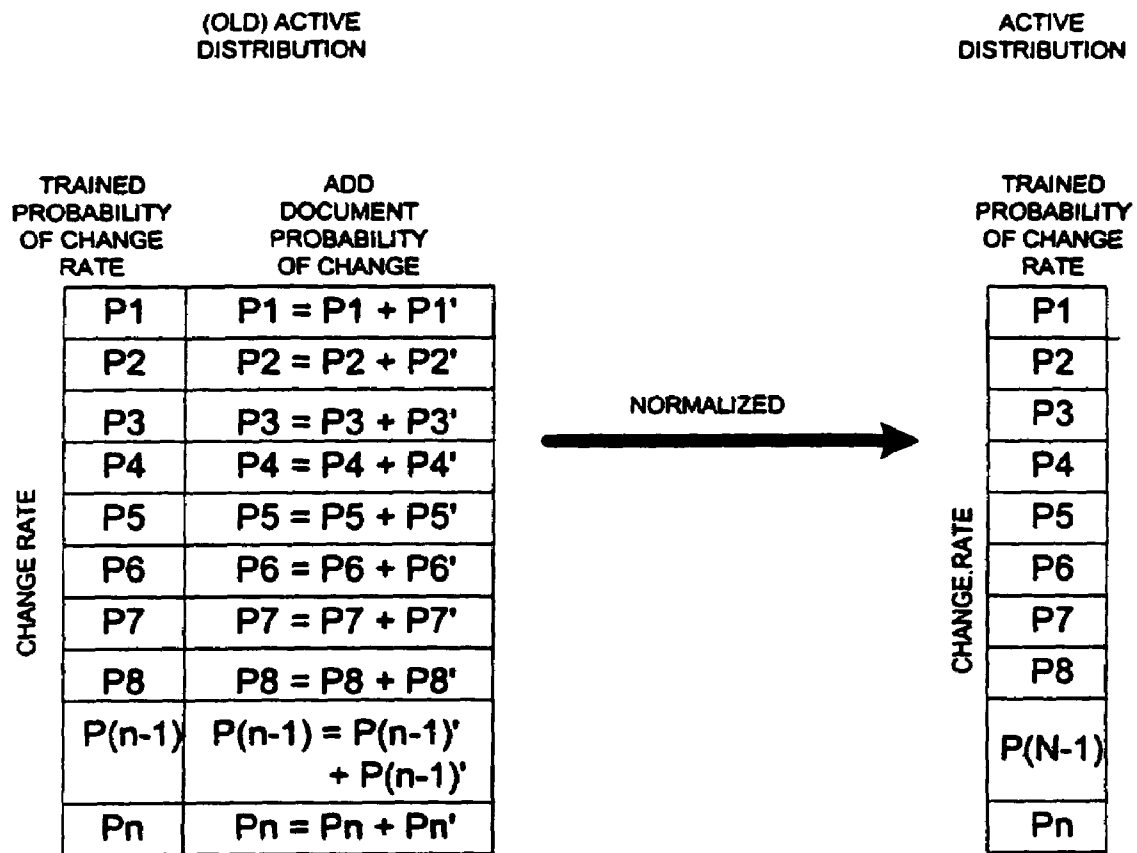 (OLD) ACTIVE
DISTRIBUTION
ACTIVE
DISTRIBUTION
TRAINED
PROBABILITY
OF CHANGE
RATE
ADD
DOCUMENT
PROBABILITY
OF CHANGE
P1 P1 = P1 + P1'
P2 P2 = P2 + P2'
P3 P3 = P3 + P3'
P4 P4 = P4 + P4'
P5 P5 = P5 + P5'
P6 P6 = P6 + P6'
P7 P7 = P7 + P7'
P8 P8 = P8 + P8'
P(n-1) P(n-1) = P(n-1)'
+ P(n-1)'
Pn Pn = Pn + Pn'
CHANGE RATE
NORMALIZED
TRAINED
PROBABILITY
OF CHANGE
RATE
P1
P2
P3
P4
P5
P6
P7
P8
P(N-1)
Pn
CHANGE.RATE